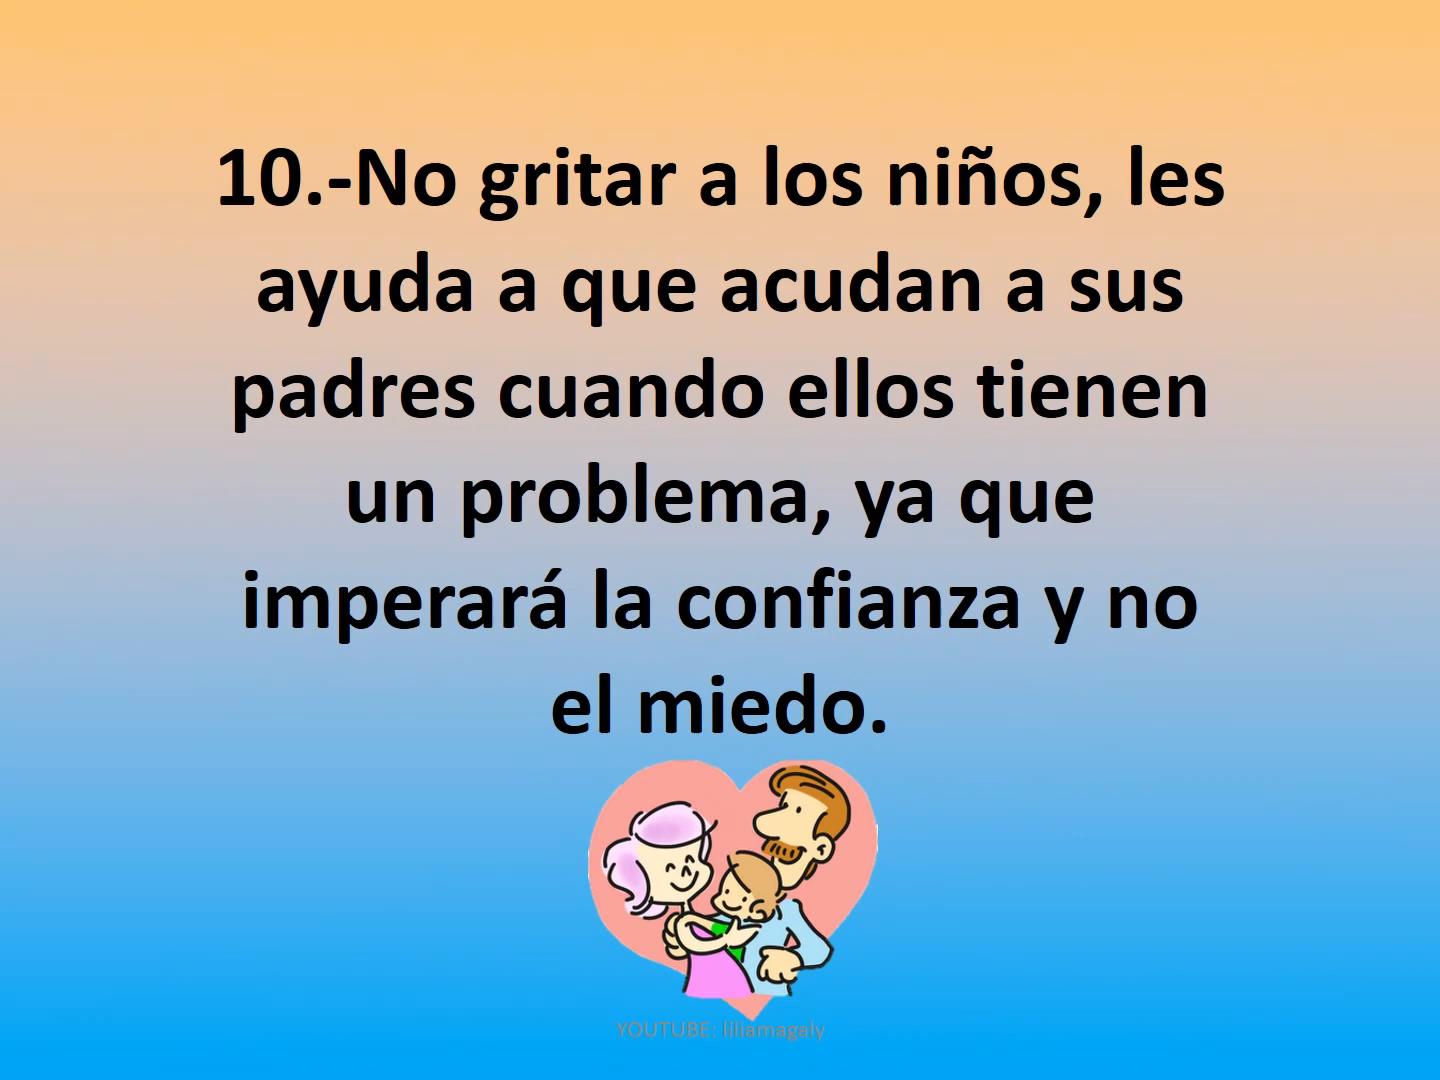 10.-No gritar a los niños, les
ayuda a que acudan a sus
padres cuando ellos tienen
un problema, ya que
imperará la confianza y no
el miedo.
YOUTUBE: liliamagaly